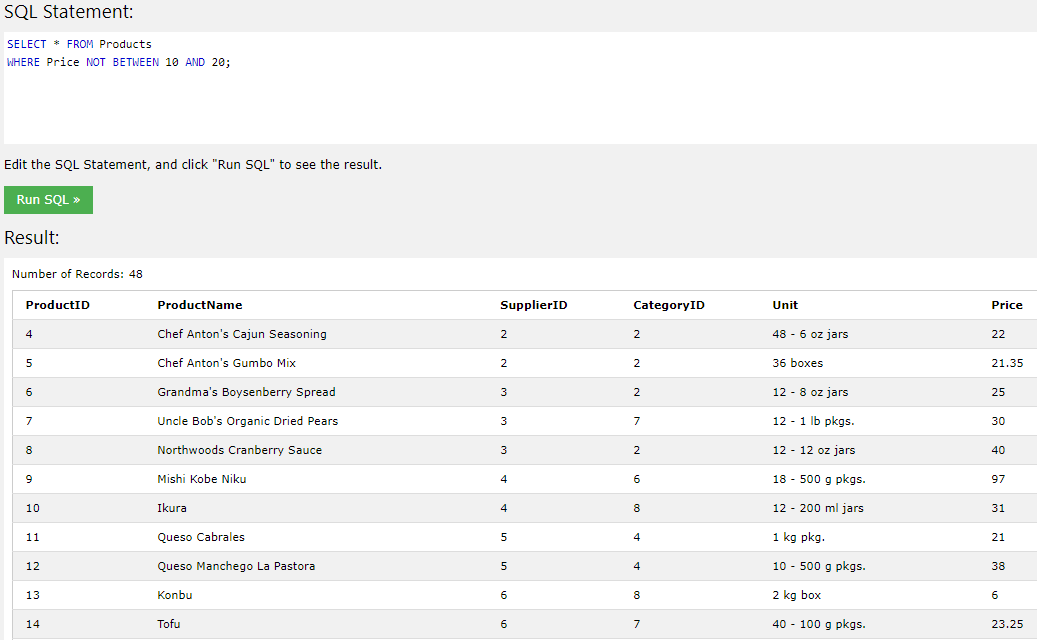 SQL Statement:
SELECT * FROM Products
WHERE Price NOT BETWEEN 10 AND 20;
Edit the SQL Statement, and click "Run SQL" to see the result.
Run SQL »
Result:
Number of Records: 48
ProductID ProductName SupplierID CategoryID Unit Price
4 Chef Anton's Cajun Seasoning 2 2 48 - 6 oz jars 22
5 Chef Anton's Gumbo Mix 2 2 36 boxes 21.35
6 Grandma's Boysenberry Spread 3 2 12 - 8 oz jars 25
7 Uncle Bob's Organic Dried Pears 3 7 12 - 1 lb pkgs. 30
8 Northwoods Cranberry Sauce 3 2 12 - 12 oz jars 40
9 Mishi Kobe Niku 4 6 18 - 500 g pkgs. 97
10 Ikura 4 8 12 - 200 ml jars 31
11 Queso Cabrales 5 4 1 kg pkg. 21
12 Queso Manchego La Pastora 5 4 10 - 500 g pkgs. 38
13 Konbu 6 8 2 kg box 6
14 Tofu 6 7 40 - 100 g pkgs. 23.25